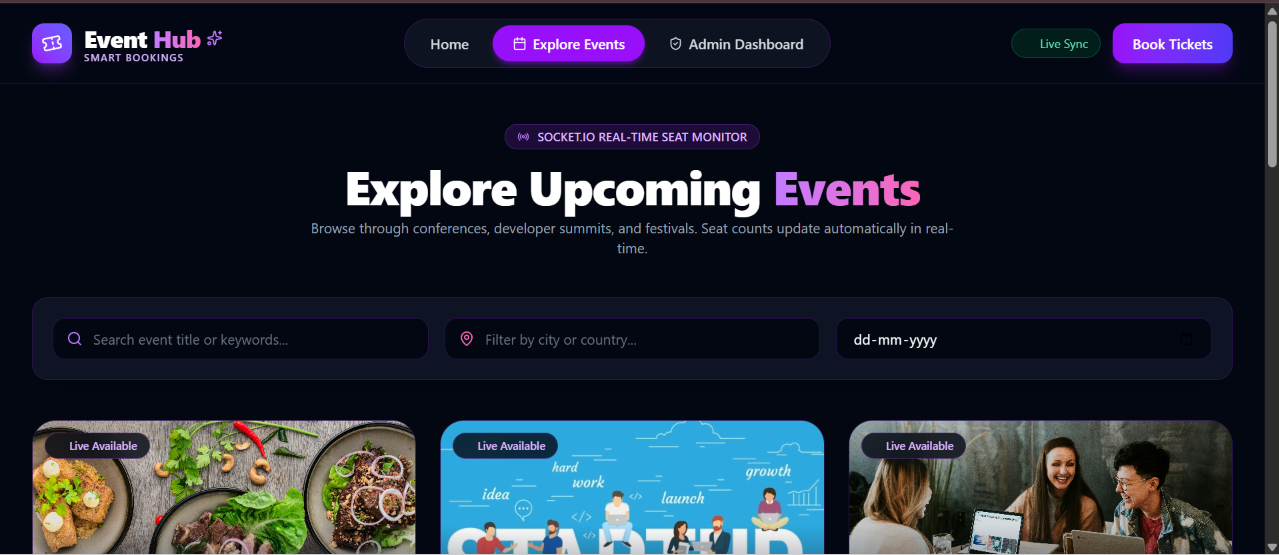 Event Hub
SMART BOOKINGS
Home
Explore Events
Admin Dashboard
Live Sync
Book Tickets
SOCKET.IO REAL-TIME SEAT MONITOR
Explore Upcoming Events
Browse through conferences, developer summits, and festivals. Seat counts update automatically in real-
time.
Search event title or keywords...
Filter by city or country...
dd-mm-yyyy
Live Available
Live Available
Live Available
hard
work
growth
idea
launch
</>
</>
STARTUP